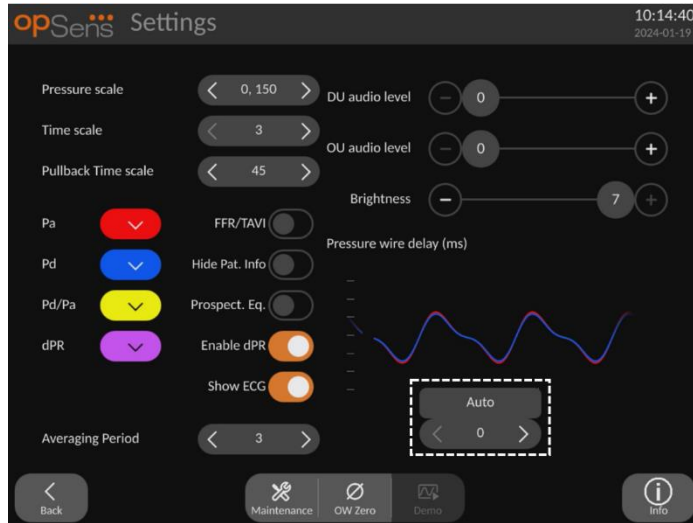 opSens Settings
10:14:40
2024-01-19
Pressure scale 0, 150
Time scale 3
Pullback Time scale 45
DU audio level 0
OU audio level 0
Brightness 7
Pa
Pd
Pd/Pa
dPR
FFR/TAVI
Hide Pat. Info
Prospect. Eq.
Enable dPR
Show ECG
Pressure wire delay (ms)
Auto
0
Averaging Period 3
Back
Maintenance
OW Zero
Demo
Info